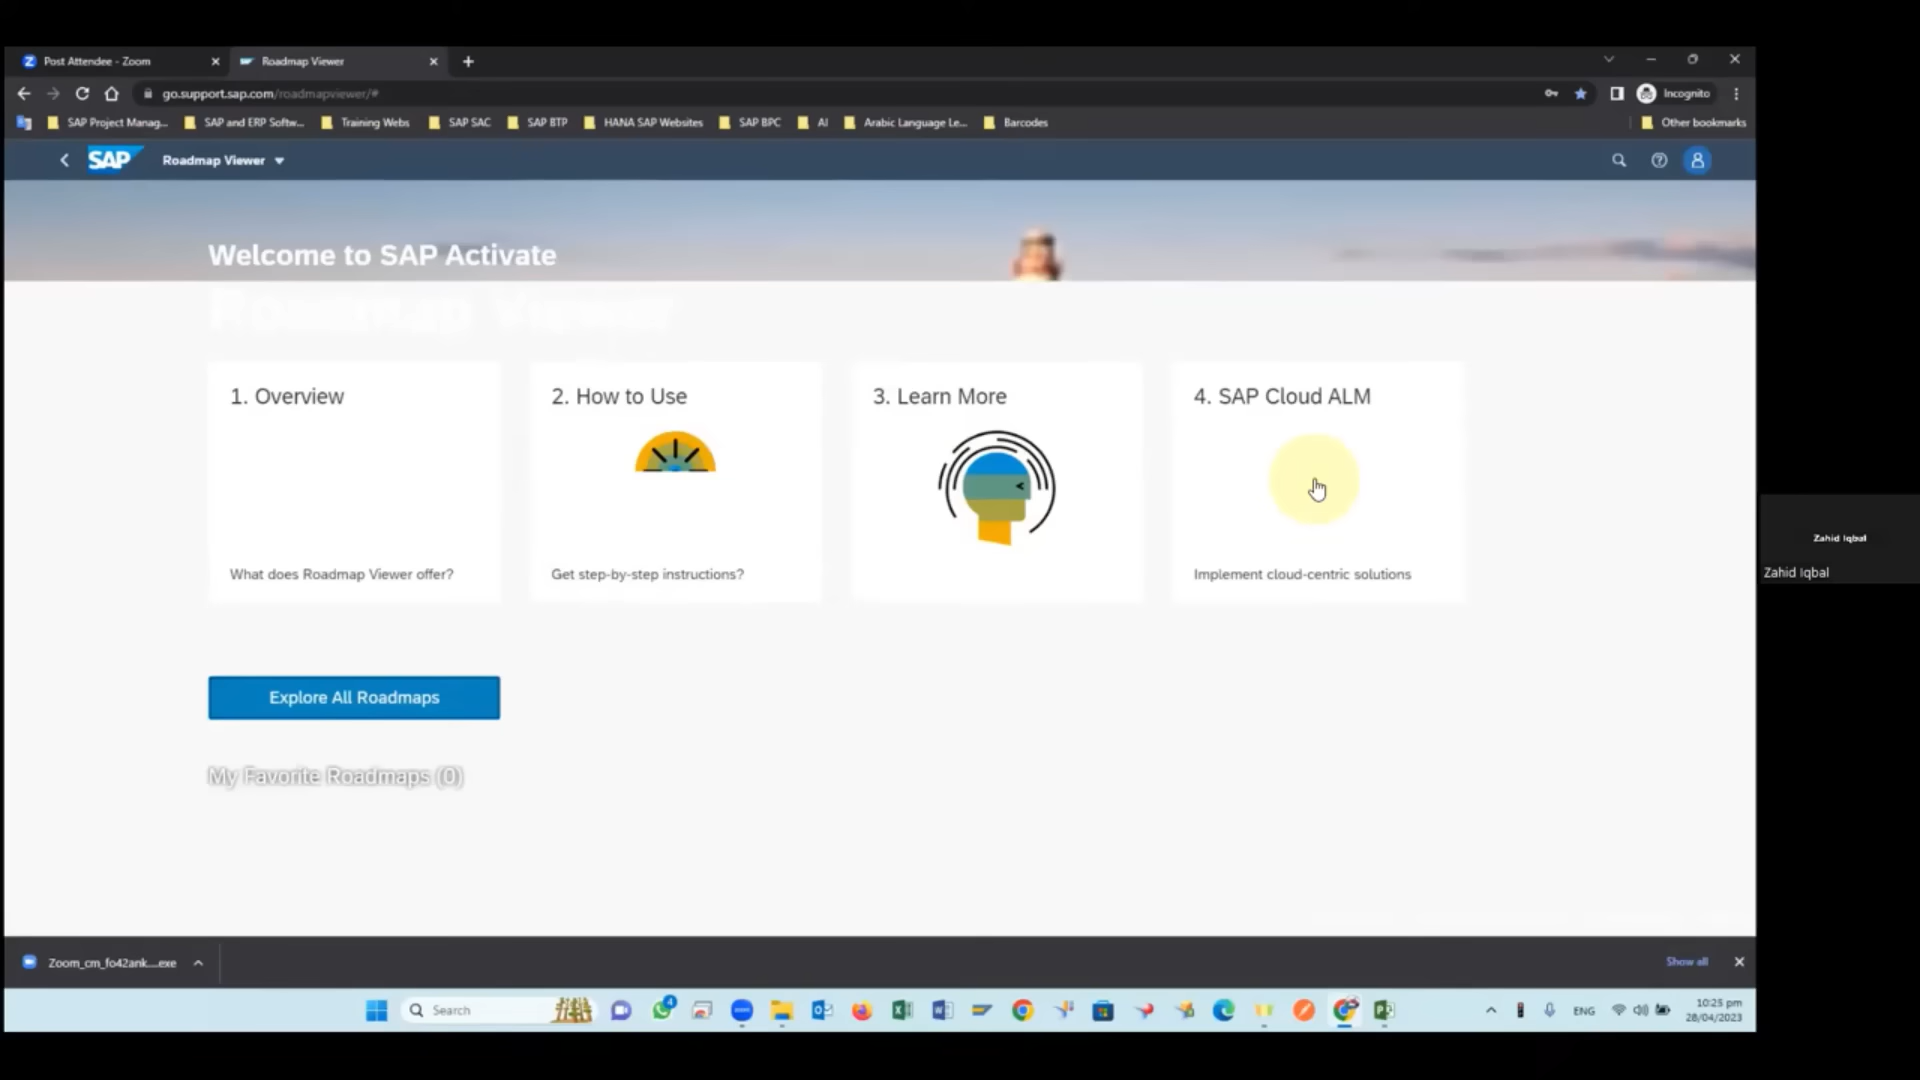 Post Attendee - Zoom
Roadmap Viewer
go.support.sap.com/roadmapviewer/#
Incognito
SAP Project Manag...
SAP and ERP Softw...
Training Webs
SAP SAC
SAP BTP
HANA SAP Websites
SAP BPC
AI
Arabic Language Le...
Barcodes
Other bookmarks
SAP
Roadmap Viewer
Welcome to SAP Activate
Roadmap Viewer
1. Overview
What does Roadmap Viewer offer?
2. How to Use
Get step-by-step instructions?
3. Learn More
4. SAP Cloud ALM
Implement cloud-centric solutions
Explore All Roadmaps
My Favorite Roadmaps (0)
Zahid Iqbal
Zahid Iqbal
Zoom_cm_fo42ank....exe
Show all
Search
4
ENG
10:25 pm
28/04/2023